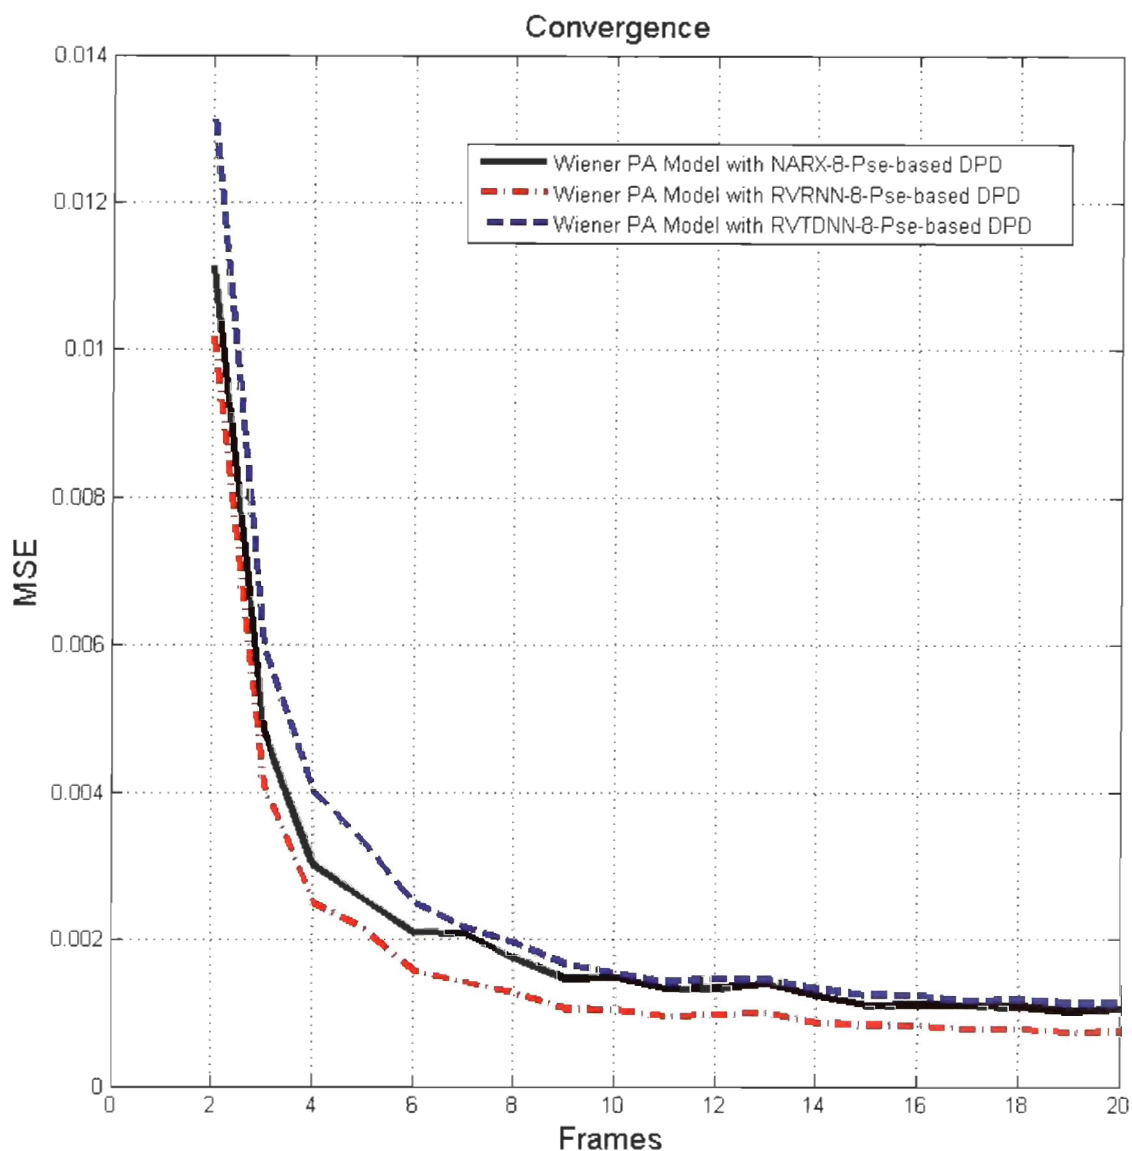 Convergence
0.014
0.012
0.01
0.008
0.006
0.004
0.002
0
MSE
Wiener PA Model with NARX-8-Pse-based DPD
Wiener PA Model with RVRNN-8-Pse-based DPD
Wiener PA Model with RVTDNN-8-Pse-based DPD
0 2 4 6 8 10 12 14 16 18 20
Frames